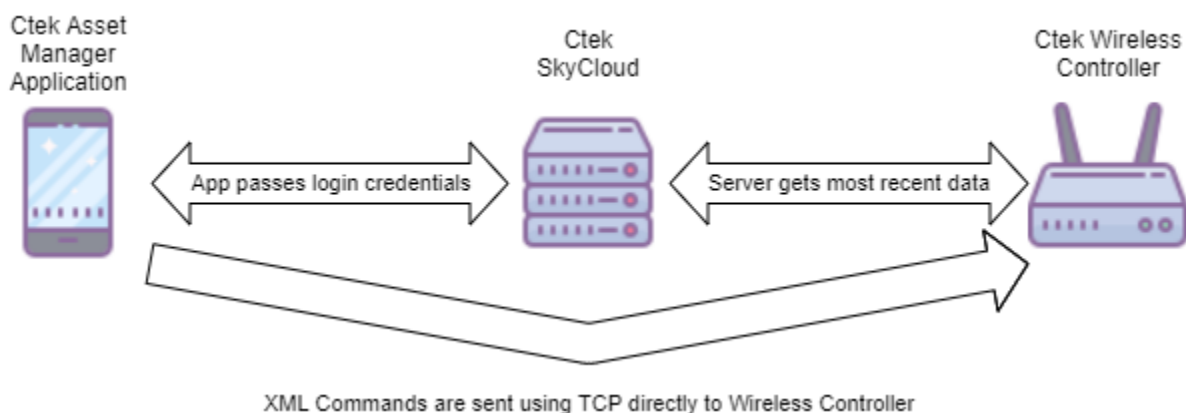 Ctek Asset
Manager
Application
Ctek
SkyCloud
Ctek Wireless
Controller
App passes login credentials
Server gets most recent data
XML Commands are sent using TCP directly to Wireless Controller